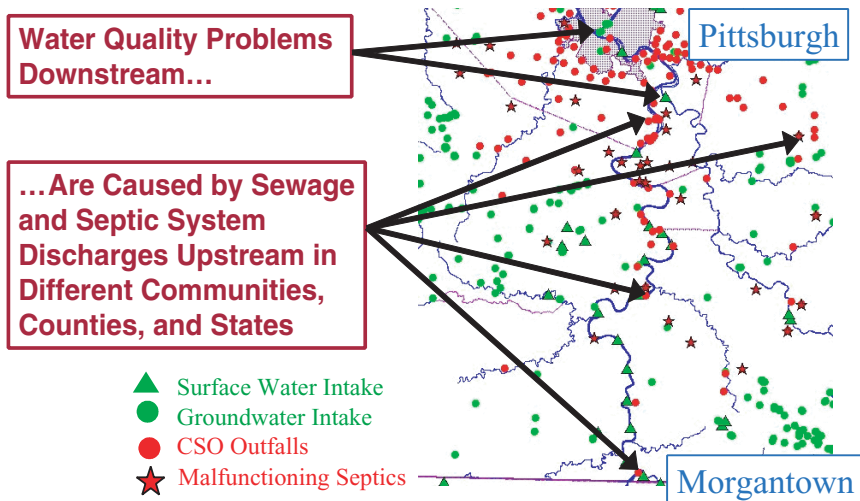 Water Quality Problems
Downstream...
Pittsburgh
...Are Caused by Sewage
and Septic System
Discharges Upstream in
Different Communities,
Counties, and States
Surface Water Intake
Groundwater Intake
CSO Outfalls
Malfunctioning Septics
Morgantown